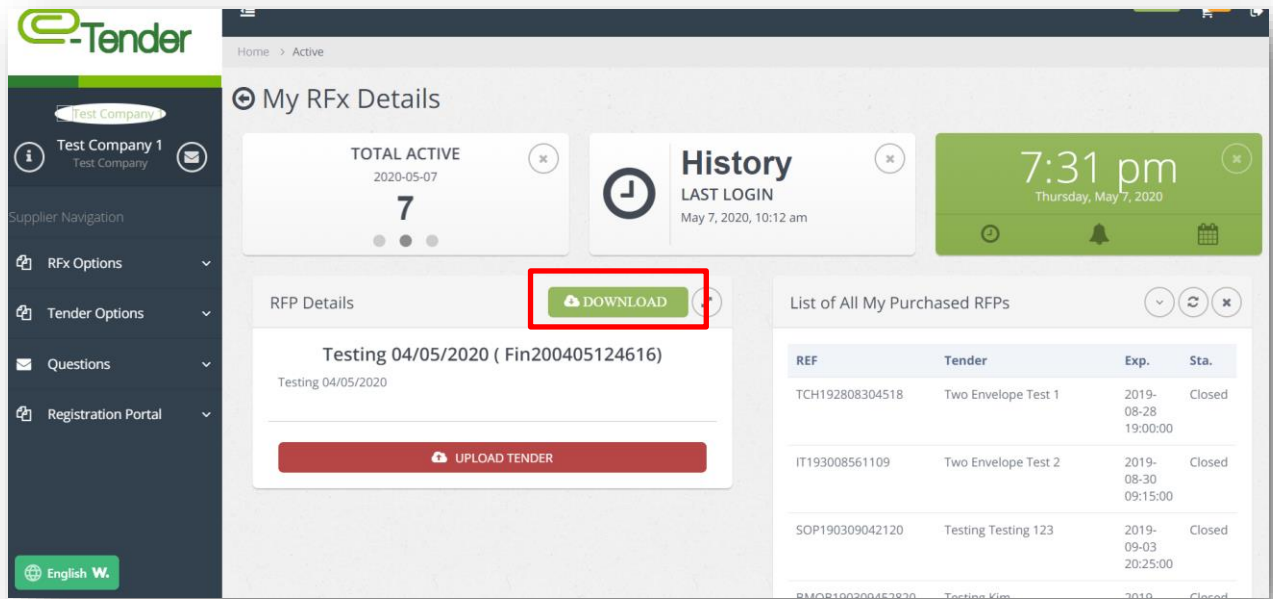 e-Tender
Home > Active
My RFx Details
Test Company 1
Test Company 1
Test Company
Supplier Navigation
RFx Options
Tender Options
Questions
Registration Portal
English W.
TOTAL ACTIVE
2020-05-07
7
History
LAST LOGIN
May 7, 2020, 10:12 am
7:31 pm
Thursday, May 7, 2020
RFP Details
DOWNLOAD
Testing 04/05/2020 ( Fin200405124616)
Testing 04/05/2020
UPLOAD TENDER
List of All My Purchased RFPs
REF Tender Exp. Sta.
TCH192808304518 Two Envelope Test 1 2019- Closed
08-28
19:00:00
IT193008561109 Two Envelope Test 2 2019- Closed
08-30
09:15:00
SOP190309042120 Testing Testing 123 2019- Closed
09-03
20:25:00
Testing Kim 2019- Closed